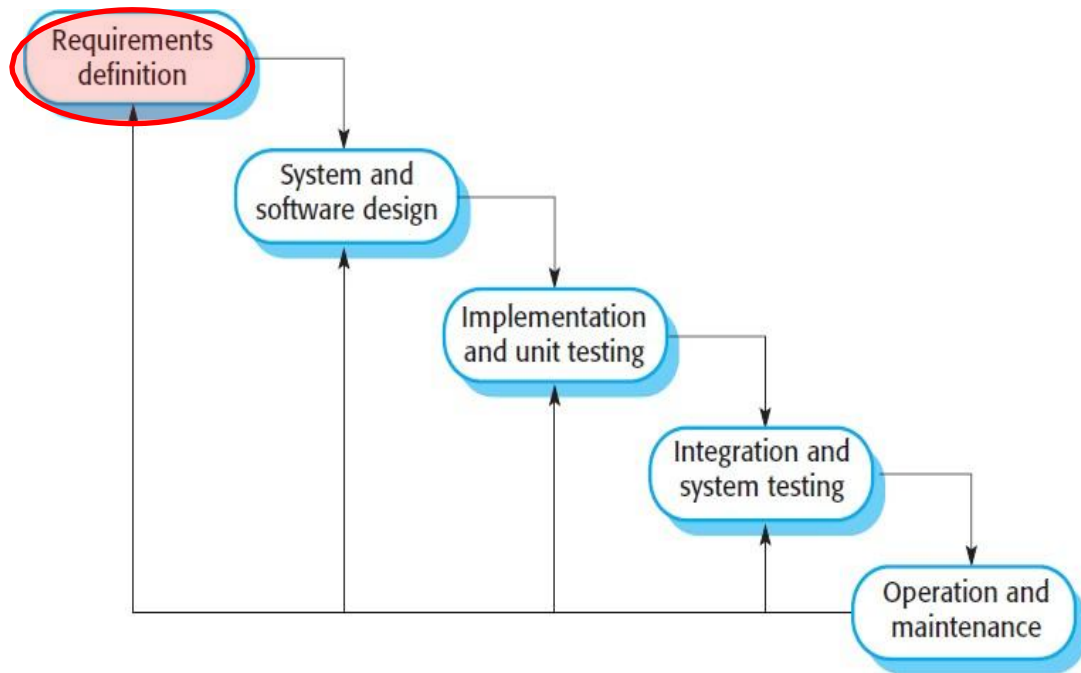 Requirements
definition
System and
software design
Implementation
and unit testing
Integration and
system testing
Operation and
maintenance